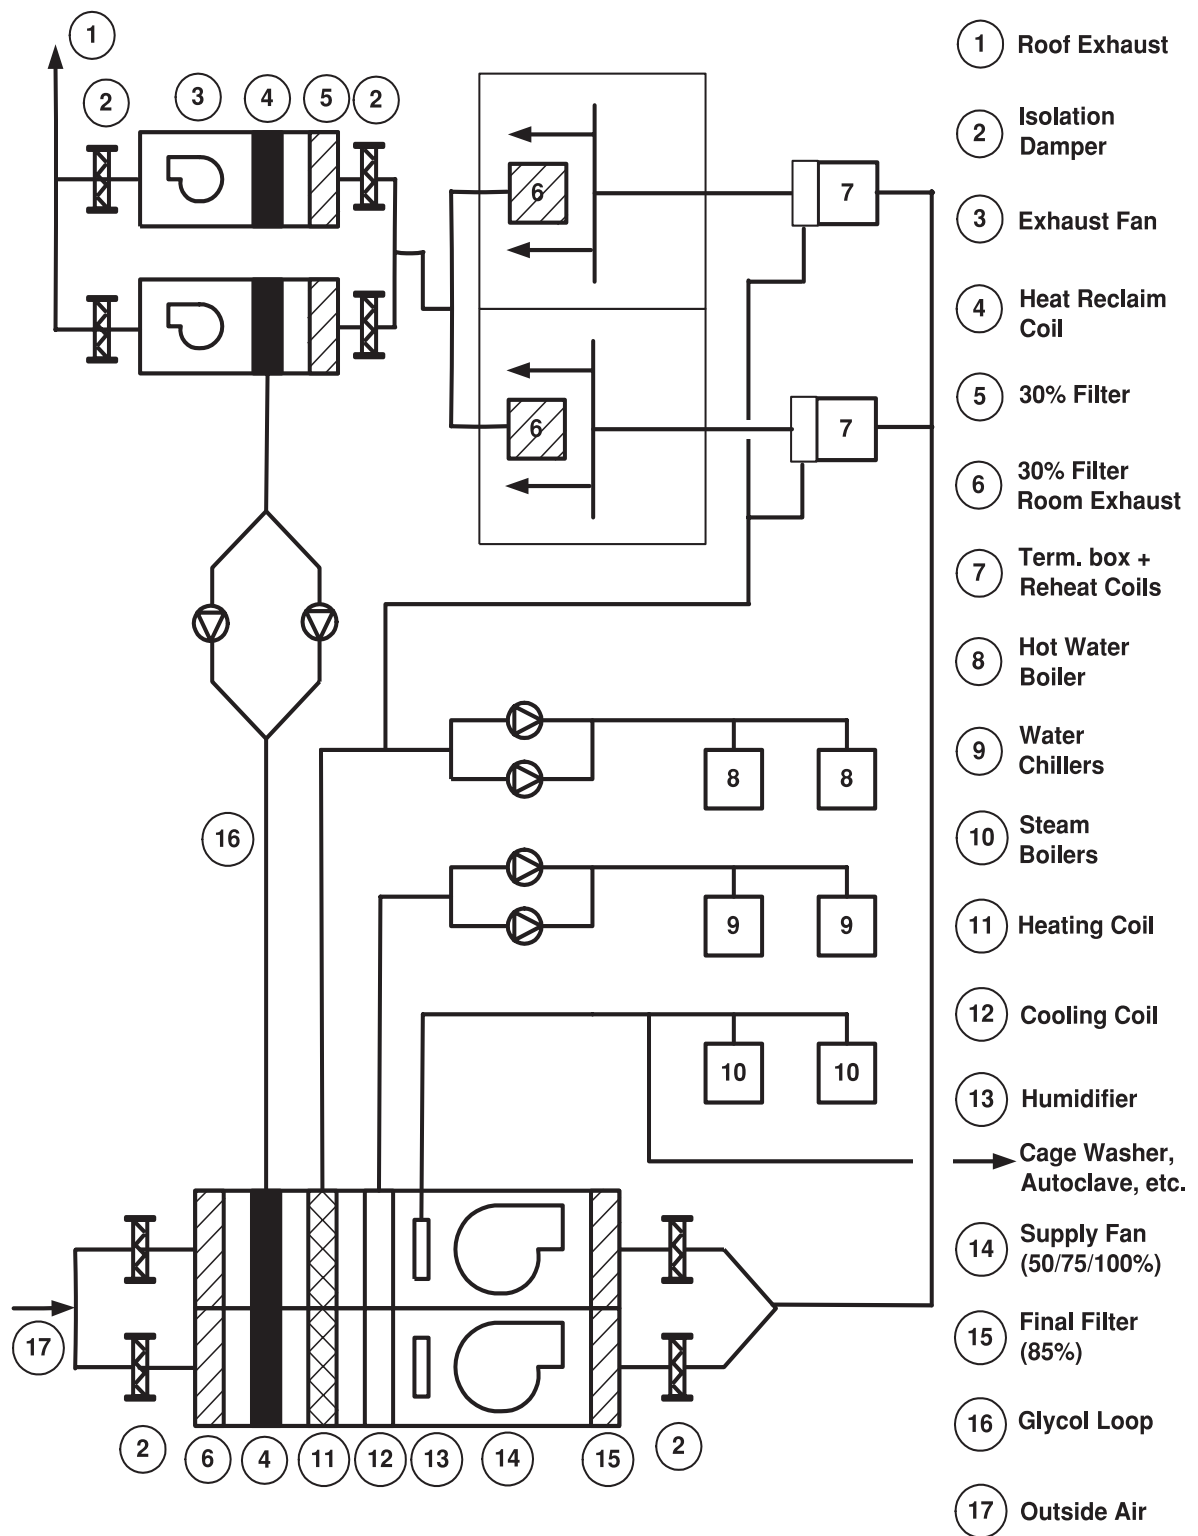 1
2
3
4
5
2
6
7
6
7
8
8
16
9
9
10
10
17
2
6
4
11
12
13
14
15
2
1 Roof Exhaust
2 Isolation
Damper
3 Exhaust Fan
4 Heat Reclaim
Coil
5 30% Filter
6 30% Filter
Room Exhaust
7 Term. box +
Reheat Coils
8 Hot Water
Boiler
9 Water
Chillers
10 Steam
Boilers
11 Heating Coil
12 Cooling Coil
13 Humidifier
Cage Washer,
Autoclave, etc.
14 Supply Fan
(50/75/100%)
15 Final Filter
(85%)
16 Glycol Loop
17 Outside Air